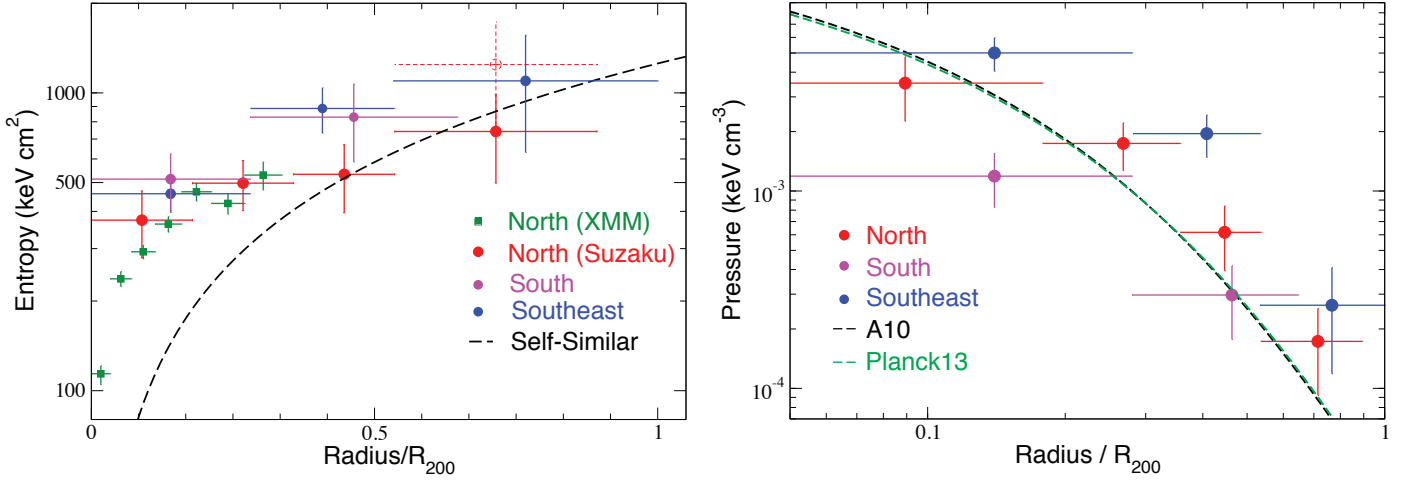 Entropy (keV cm²)
1000
500
100
North (XMM)
North (Suzaku)
South
Southeast
Self-Similar
0 0.5 1
Radius/R₂₀₀
Pressure (keV cm⁻³)
10⁻³
10⁻⁴
North
South
Southeast
A10
Planck13
0.1 1
Radius / R₂₀₀